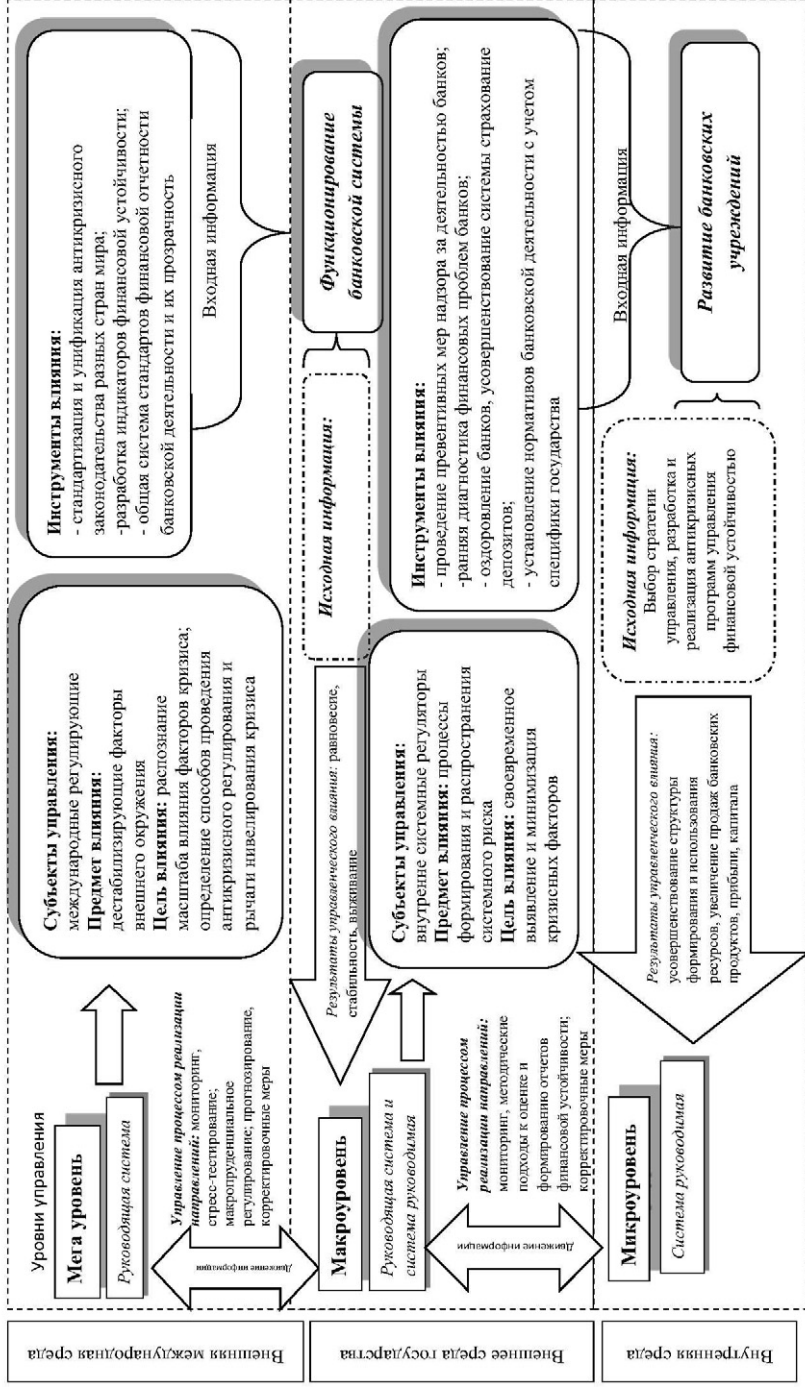 Внешняя международная среда
Уровни управления
Мега уровень
Руководящая система
Управление процессом реализации
направлений: мониторинг,
стресс-тестирование;
макропруденциальное
регулирование; прогнозирование,
корректировочные меры
Движение информации
Субъекты управления:
международные регулирующие
Предмет влияния:
дестабилизирующие факторы
внешнего окружения
Цель влияния: распознание
масштаба влияния факторов кризиса;
определение способов проведения
антикризисного регулирования и
рычаги нивелирования кризиса
Инструменты влияния:
- стандартизация и унификация антикризисного
законодательства разных стран мира;
-разработка индикаторов финансовой устойчивости;
- общая система стандартов финансовой отчетности
банковской деятельности и их прозрачность
Входная информация
Внешнее среда государства
Макроуровень
Руководящая система и
система руководимая
Результаты управленческого влияния: равновесие,
стабильность, выживание
Исходная информация:
Функционирование
банковской системы
Управление процессом
реализации направлений:
мониторинг, методические
подходы к оценке и
формированию отчетов
финансовой устойчивости;
корректировочные меры
Движение информации
Субъекты управления:
внутренне системные регуляторы
Предмет влияния: процессы
формирования и распространения
системного риска
Цель влияния: своевременное
выявление и минимизация
кризисных факторов
Инструменты влияния:
- проведение превентивных мер надзора за деятельностью банков;
-ранняя диагностика финансовых проблем банков;
- оздоровление банков, усовершенствование системы страхование
депозитов;
- установление нормативов банковской деятельности с учетом
специфики государства
Входная информация
Внутренняя среда
Микроуровень
Система руководимая
Результаты управленческого влияния:
усовершенствование структуры
формирования и использования
ресурсов, увеличение продаж банковских
продуктов, прибыли, капитала
Исходная информация:
Выбор стратегии
управления, разработка и
реализация антикризисных
программ управления
финансовой устойчивостью
Развитие банковских
учреждений